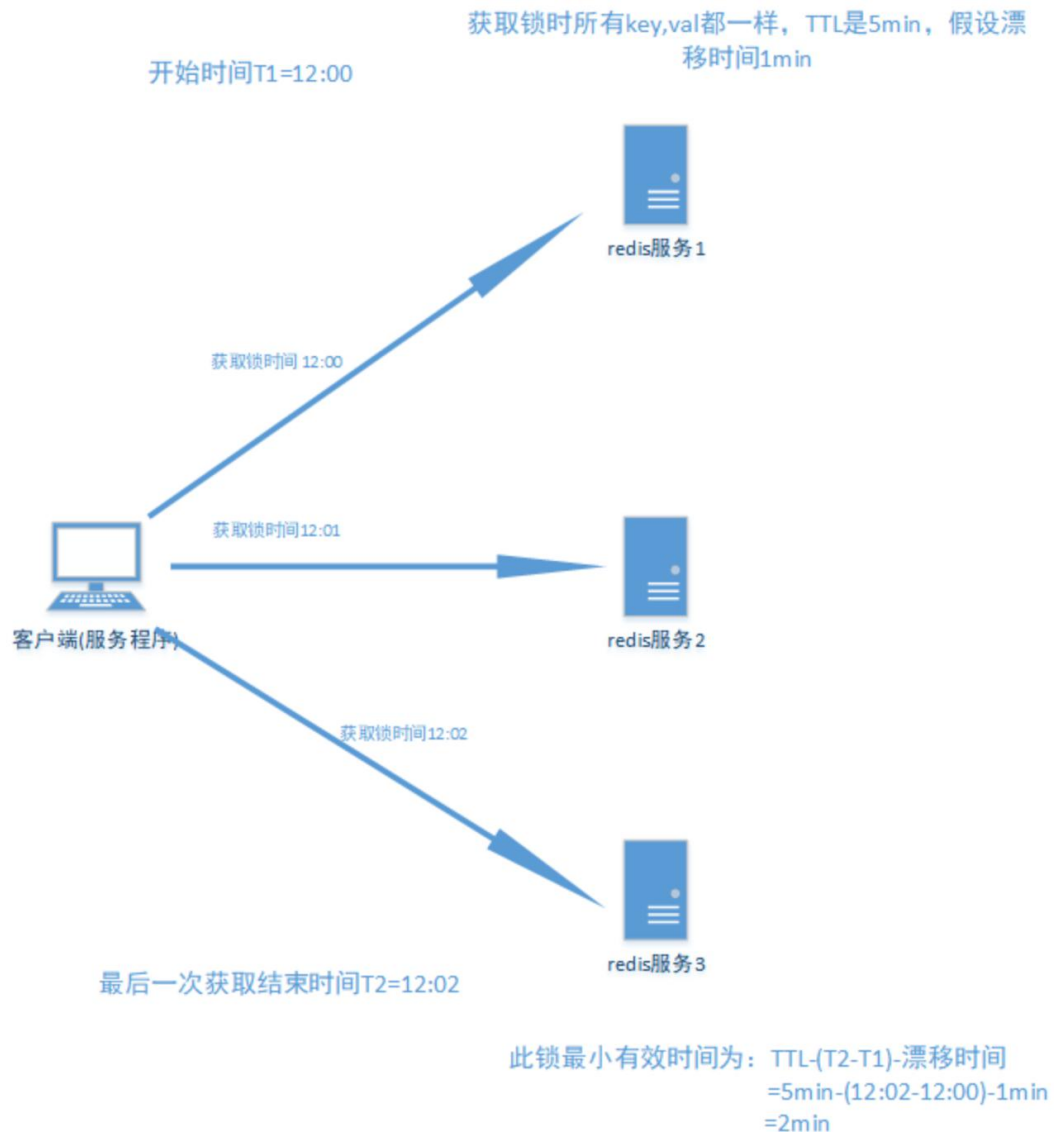 获取锁时所有key,val都一样，TTL是5min，假设漂
移时间1min
开始时间T1=12:00
redis服务1
获取锁时间 12:00
获取锁时间12:01
客户端(服务程序)
redis服务2
获取锁时间12:02
redis服务3
最后一次获取结束时间T2=12:02
此锁最小有效时间为：TTL-(T2-T1)-漂移时间
=5min-(12:02-12:00)-1min
=2min